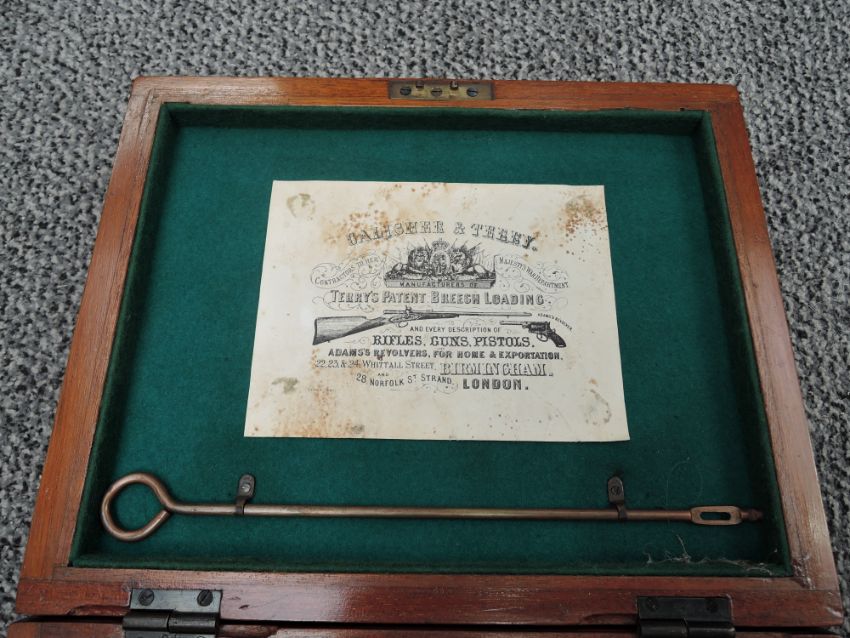 CALISHER & TERRY.
CONTRACTORS TO HER MAJESTY'S WAR DEPARTMENT.
MANUFACTURERS OF
TERRY'S PATENT BREECH LOADING.
AND EVERY DESCRIPTION OF
ADAMS'S REVOLVER
RIFLES, GUNS, PISTOLS.
ADAMS'S REVOLVERS, FOR HOME & EXPORTATION,
22, 23, & 24, WHITTALL STREET, BIRMINGHAM.
AND
28 NORFOLK ST STRAND, LONDON.